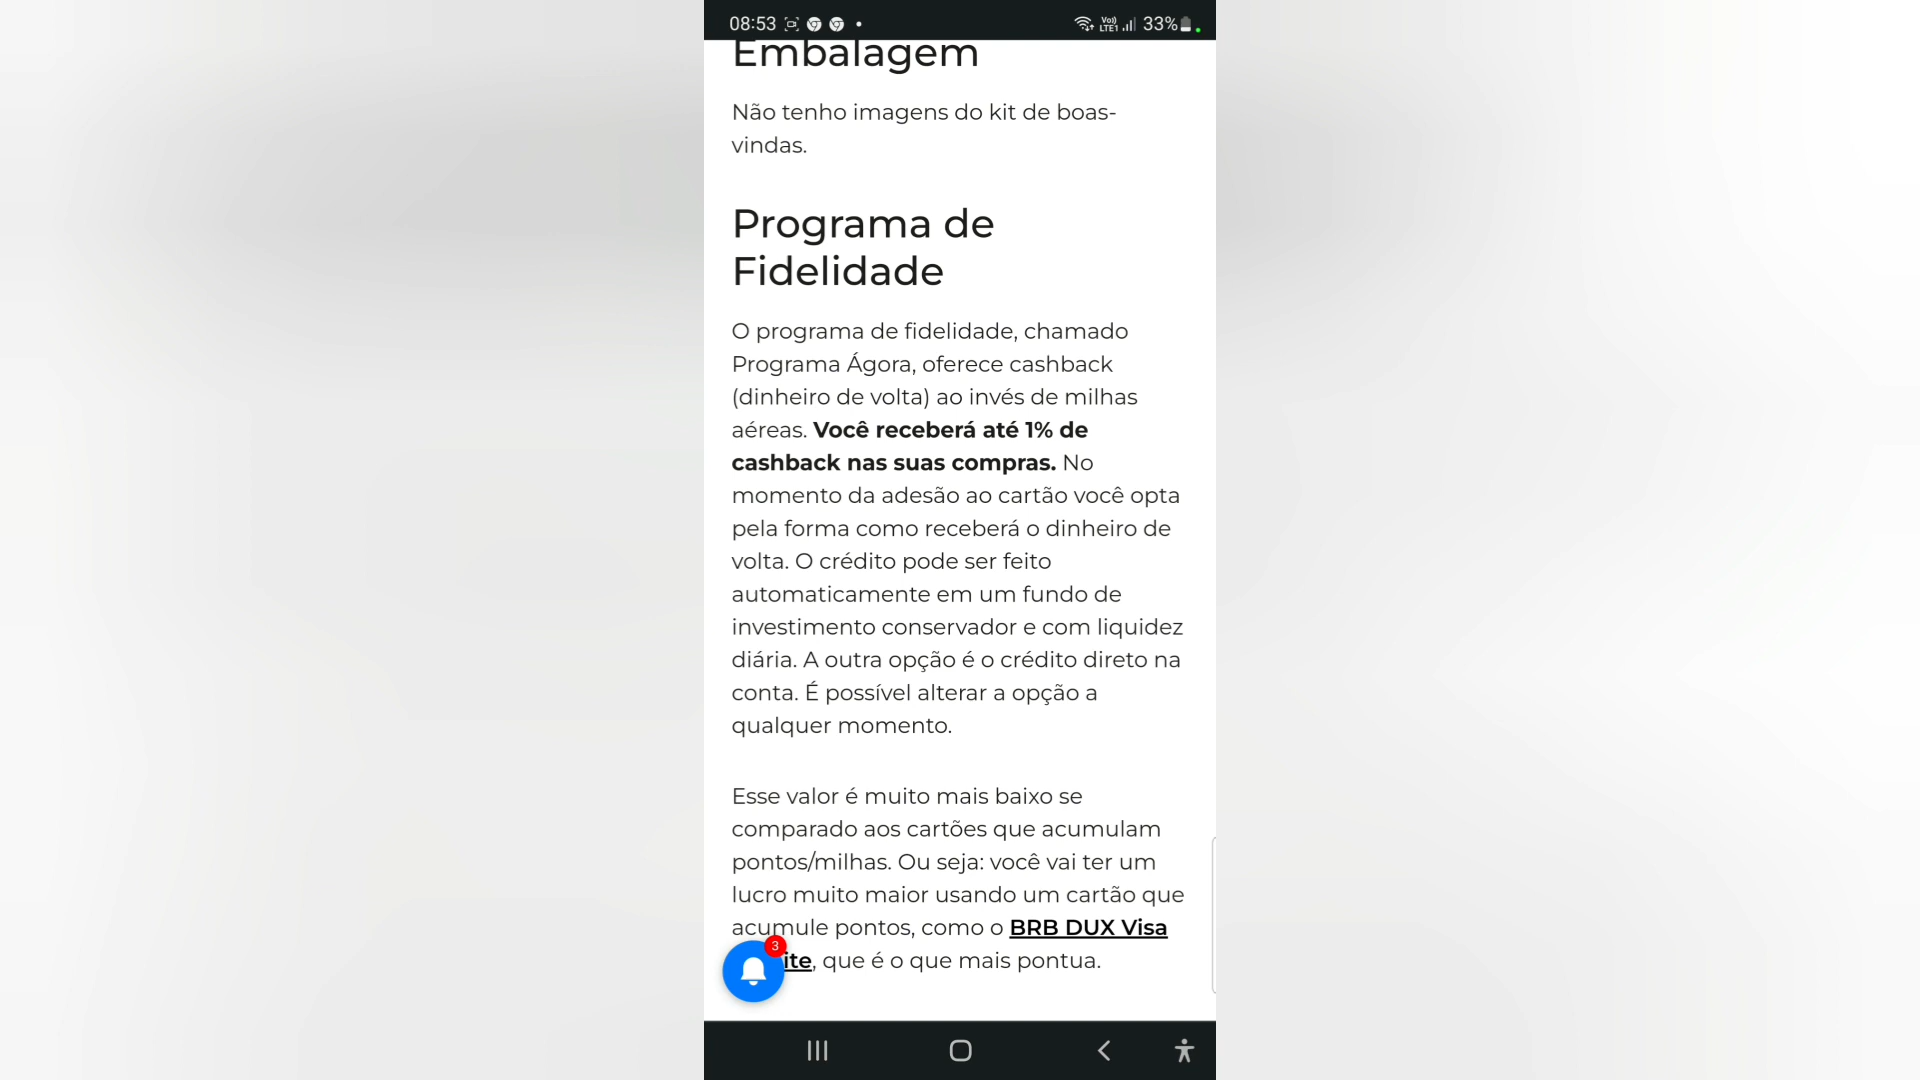 08:53
Vo))
LTE1
33%
Embalagem
Não tenho imagens do kit de boas-
vindas.
Programa de
Fidelidade
O programa de fidelidade, chamado
Programa Ágora, oferece cashback
(dinheiro de volta) ao invés de milhas
aéreas. Você receberá até 1% de
cashback nas suas compras. No
momento da adesão ao cartão você opta
pela forma como receberá o dinheiro de
volta. O crédito pode ser feito
automaticamente em um fundo de
investimento conservador e com liquidez
diária. A outra opção é o crédito direto na
conta. É possível alterar a opção a
qualquer momento.
Esse valor é muito mais baixo se
comparado aos cartões que acumulam
pontos/milhas. Ou seja: você vai ter um
lucro muito maior usando um cartão que
acumule pontos, como o BRB DUX Visa
ite, que é o que mais pontua.
3